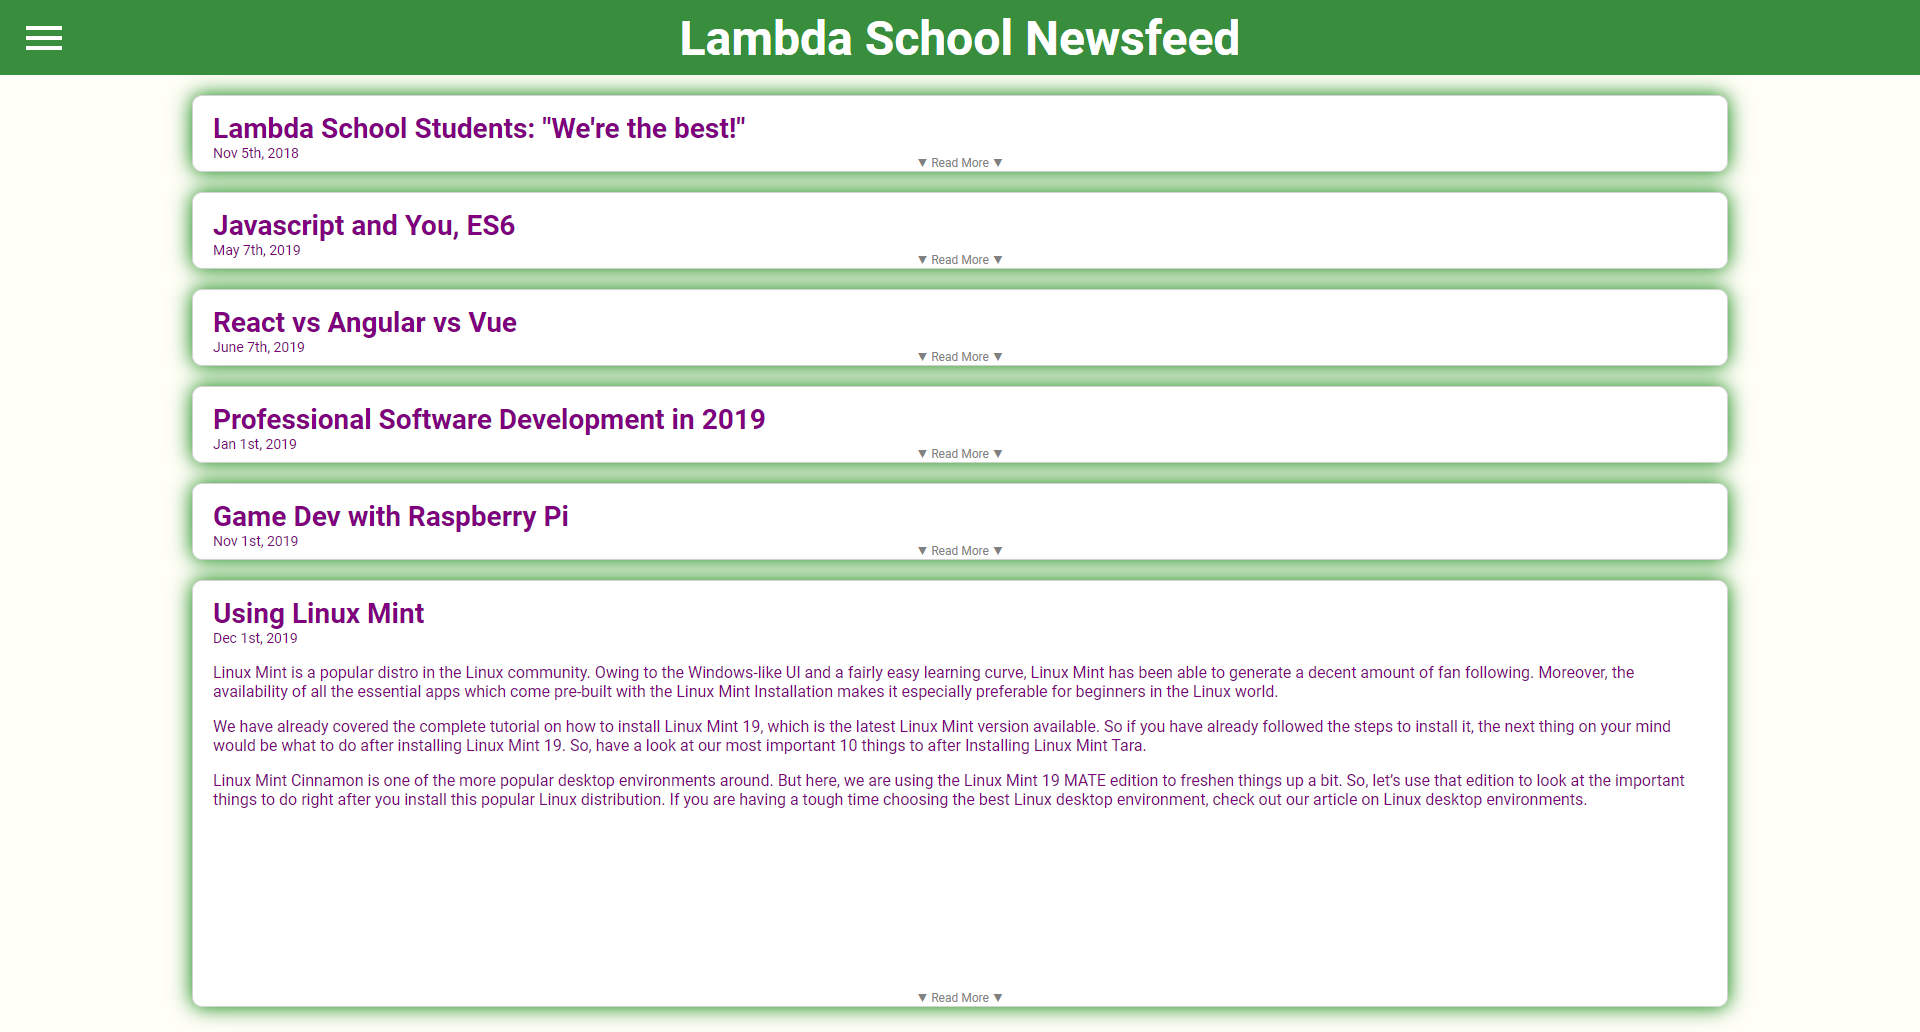 Lambda School Newsfeed
Lambda School Students: "We're the best!"
Nov 5th, 2018
▼ Read More ▼
Javascript and You, ES6
May 7th, 2019
▼ Read More ▼
React vs Angular vs Vue
June 7th, 2019
▼ Read More ▼
Professional Software Development in 2019
Jan 1st, 2019
▼ Read More ▼
Game Dev with Raspberry Pi
Nov 1st, 2019
▼ Read More ▼
Using Linux Mint
Dec 1st, 2019
Linux Mint is a popular distro in the Linux community. Owing to the Windows-like UI and a fairly easy learning curve, Linux Mint has been able to generate a decent amount of fan following. Moreover, the
availability of all the essential apps which come pre-built with the Linux Mint Installation makes it especially preferable for beginners in the Linux world.
We have already covered the complete tutorial on how to install Linux Mint 19, which is the latest Linux Mint version available. So if you have already followed the steps to install it, the next thing on your mind
would be what to do after installing Linux Mint 19. So, have a look at our most important 10 things to after Installing Linux Mint Tara.
Linux Mint Cinnamon is one of the more popular desktop environments around. But here, we are using the Linux Mint 19 MATE edition to freshen things up a bit. So, let’s use that edition to look at the important
things to do right after you install this popular Linux distribution. If you are having a tough time choosing the best Linux desktop environment, check out our article on Linux desktop environments.
▼ Read More ▼